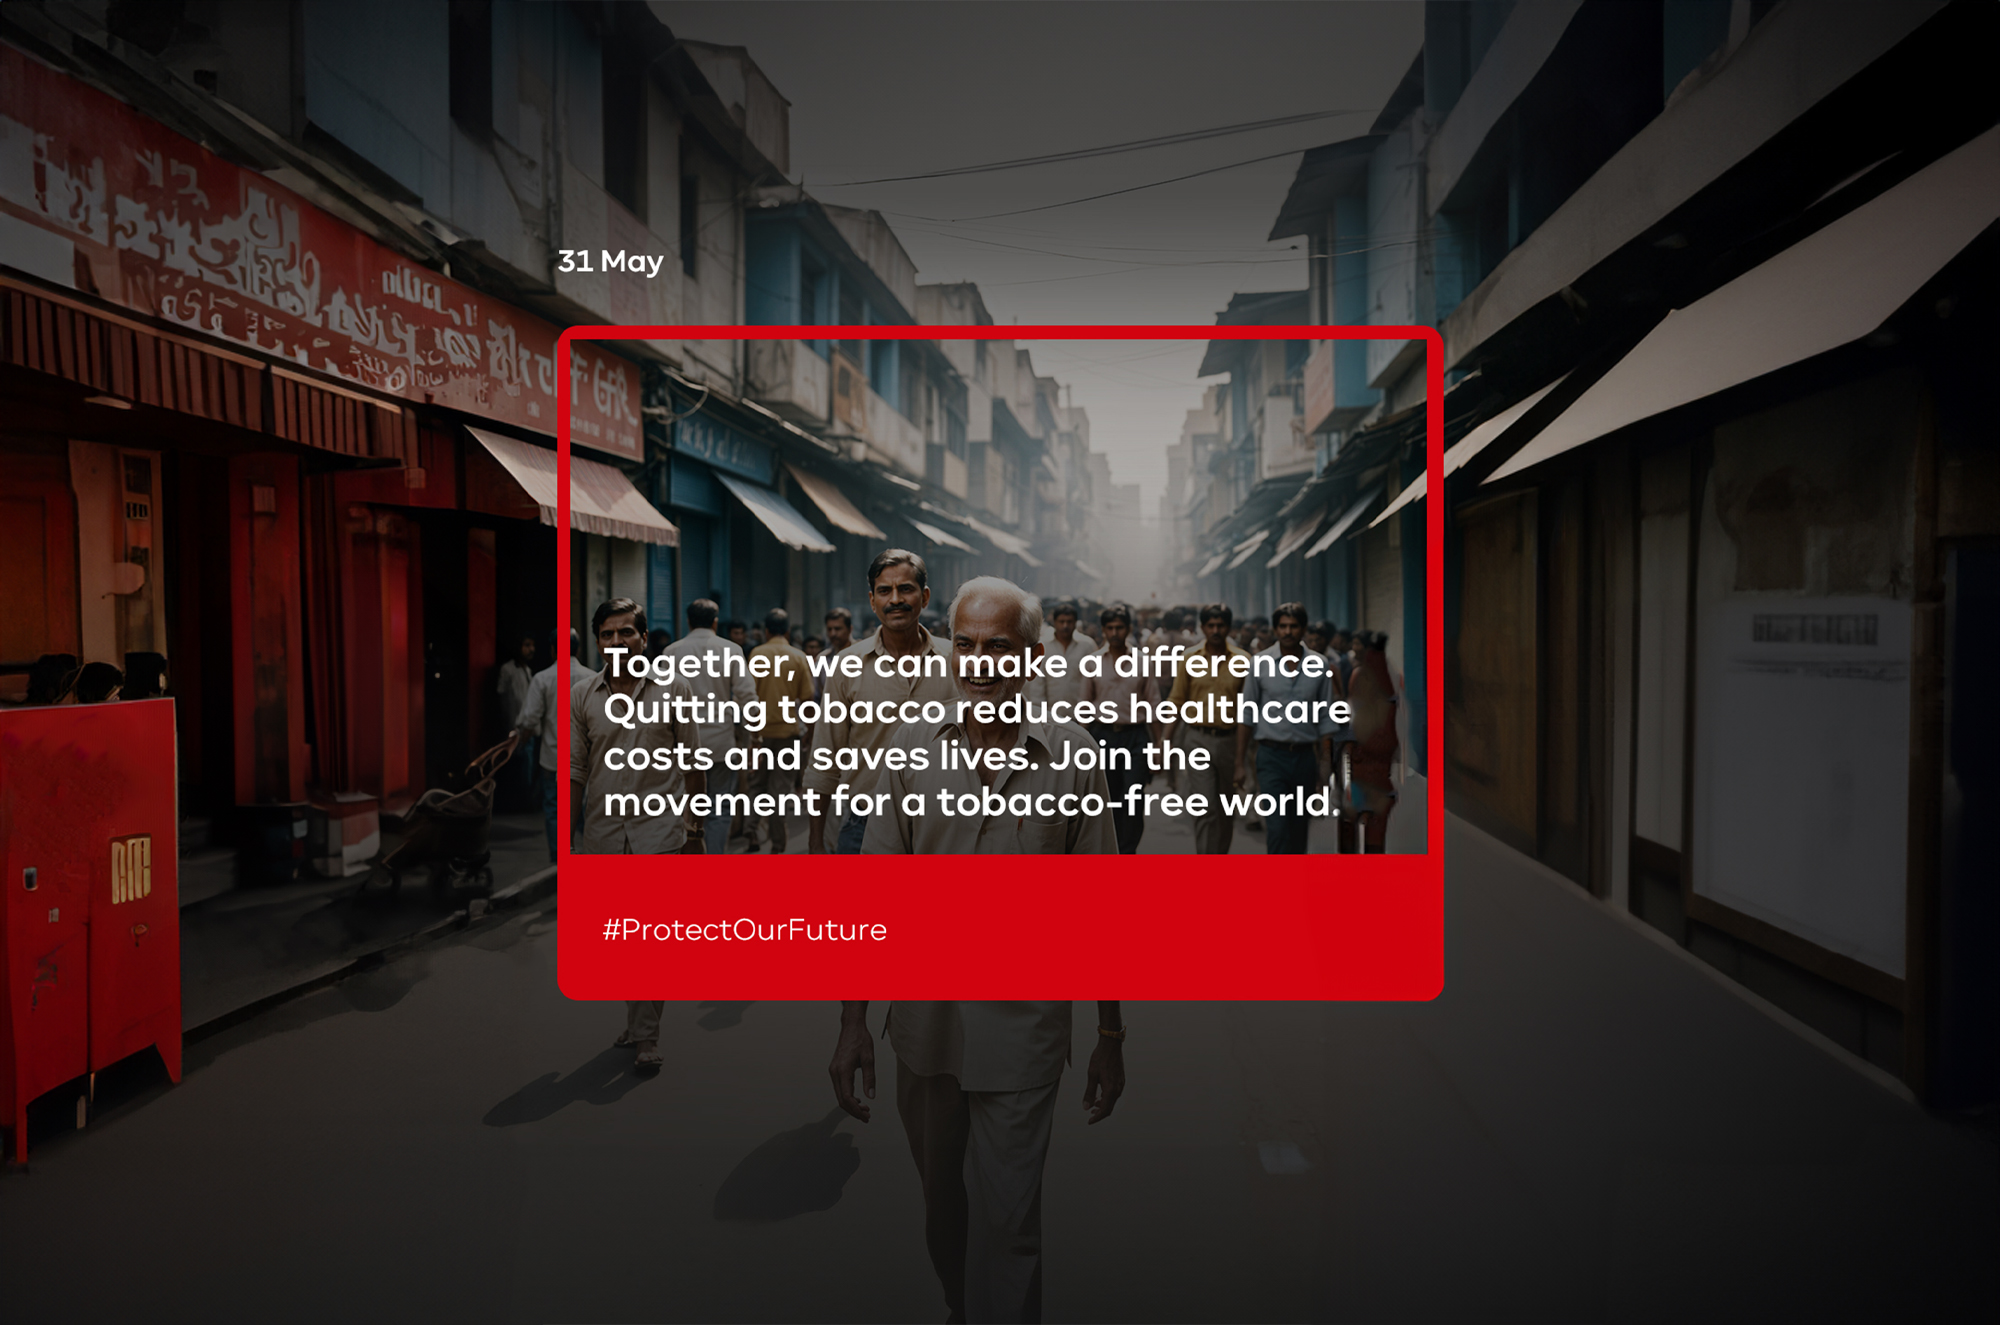 31 May
Together, we can make a difference.
Quitting tobacco reduces healthcare
costs and saves lives. Join the
movement for a tobacco-free world.
#ProtectOurFuture